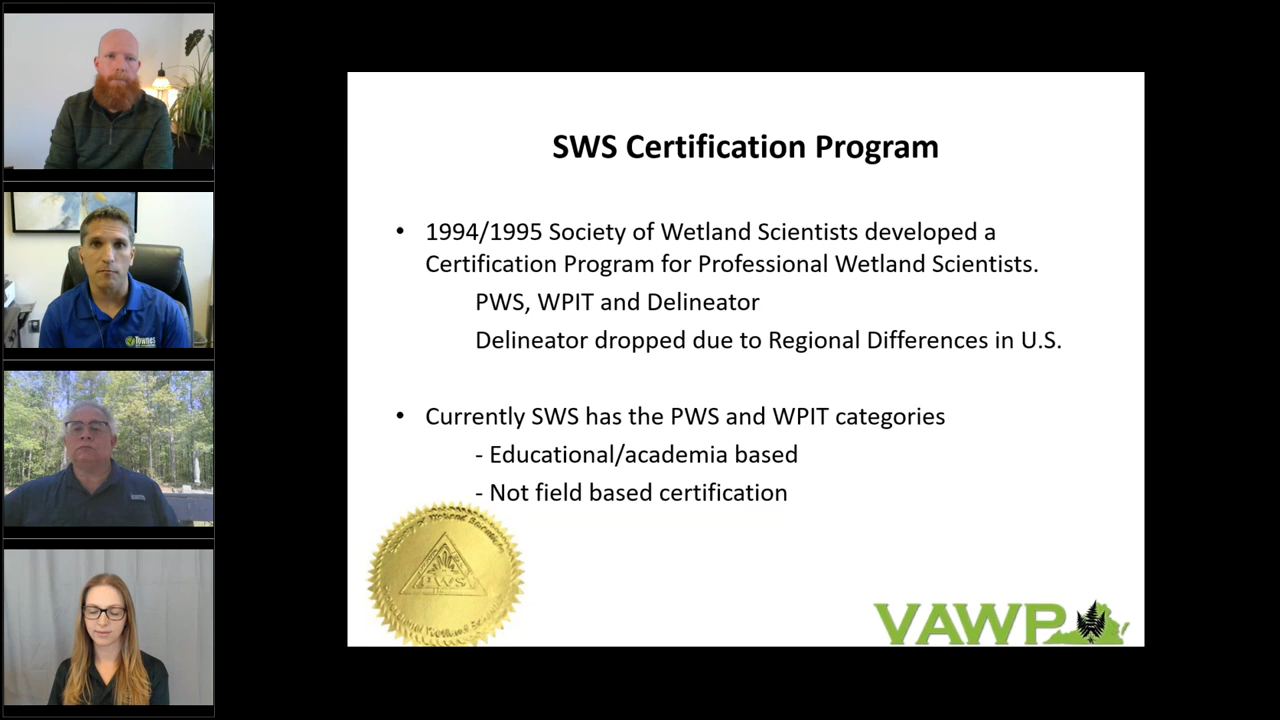 SWS Certification Program
• 1994/1995 Society of Wetland Scientists developed a
Certification Program for Professional Wetland Scientists.
PWS, WPIT and Delineator
Delineator dropped due to Regional Differences in U.S.
• Currently SWS has the PWS and WPIT categories
- Educational/academia based
- Not field based certification
PWS
VAWP
Townes